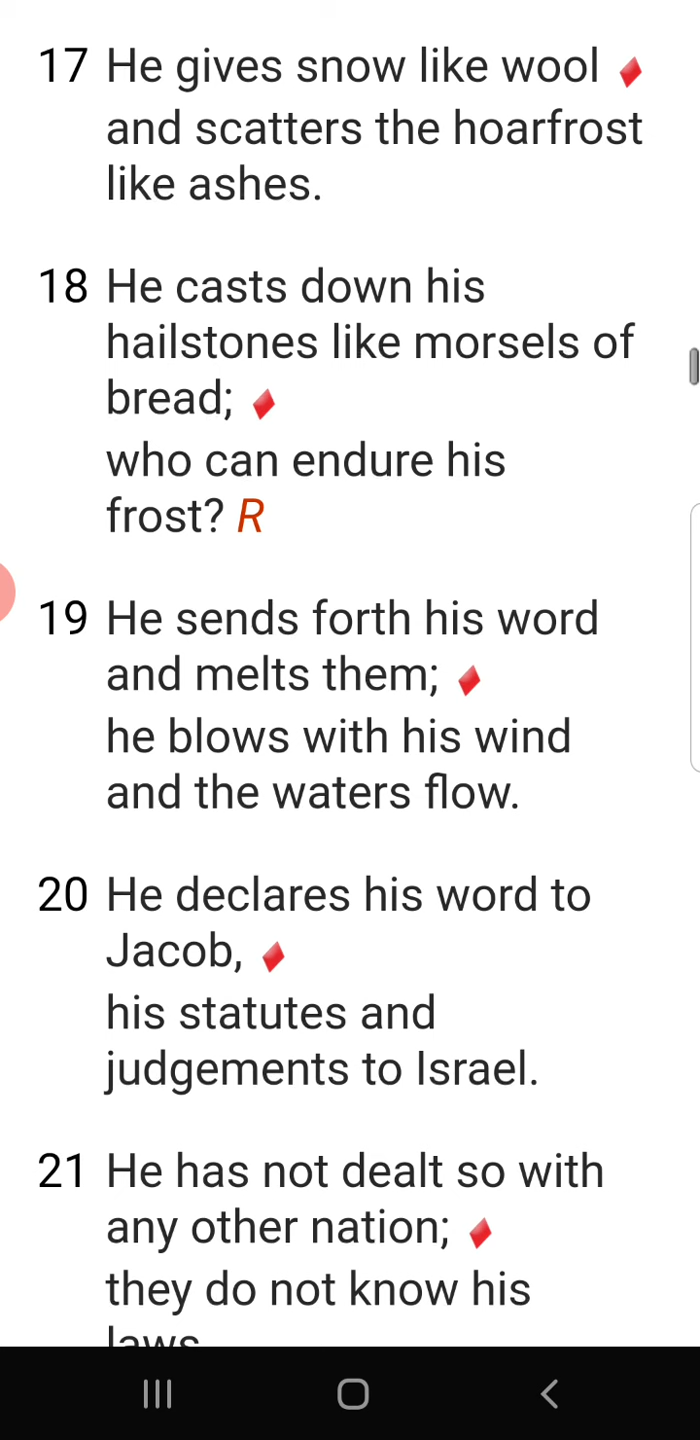 17 He gives snow like wool ♦
and scatters the hoarfrost
like ashes.
18 He casts down his
hailstones like morsels of
bread; ♦
who can endure his
frost? R
19 He sends forth his word
and melts them; ♦
he blows with his wind
and the waters flow.
20 He declares his word to
Jacob, ♦
his statutes and
judgements to Israel.
21 He has not dealt so with
any other nation; ♦
they do not know his
laws